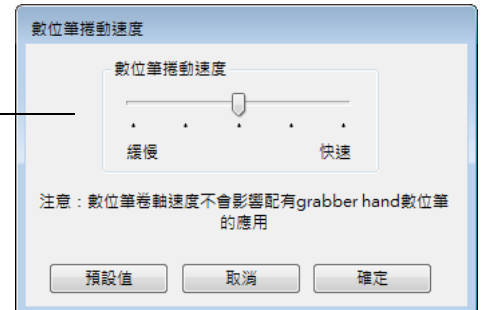 數位筆捲動速度
數位筆捲動速度
緩慢 快速
注意：數位筆卷軸速度不會影響配有grabber hand數位筆
的應用
預設值 取消 確定